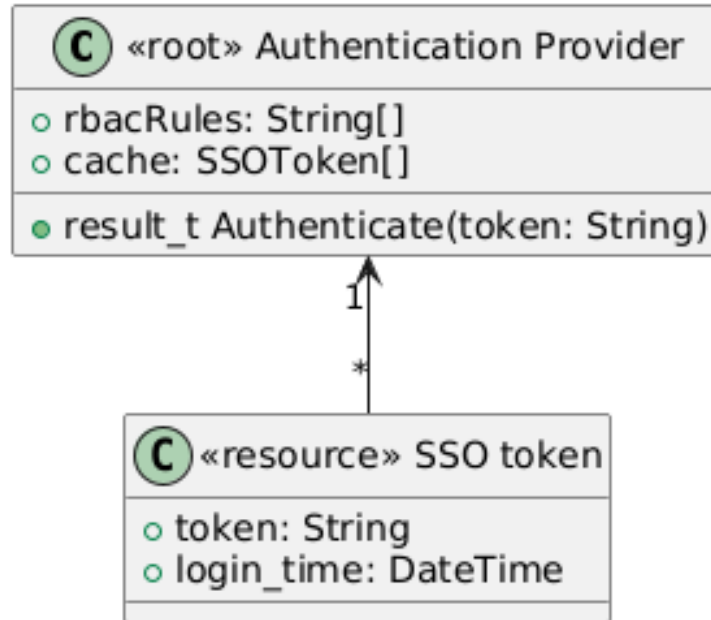 C «root» Authentication Provider
rbacRules: String[]
cache: SSOToken[]
result_t Authenticate(token: String)
1
*
C «resource» SSO token
token: String
login_time: DateTime